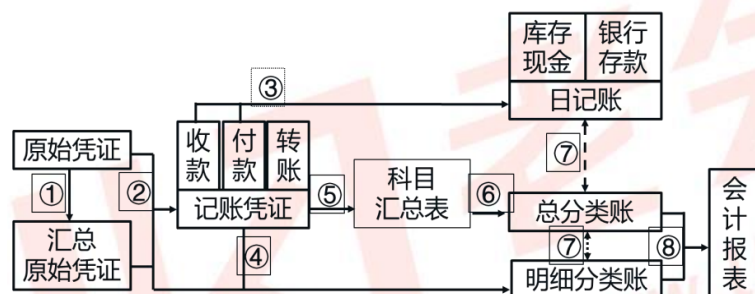 库存
现金
银行
存款
日记账
③
收
款
付
款
转
账
记账凭证
原始凭证
①
②
汇总
原始凭证
④
⑤
科目
汇总表
⑥
⑦
总分类账
⑦
明细分类账
⑧
会
计
报
表